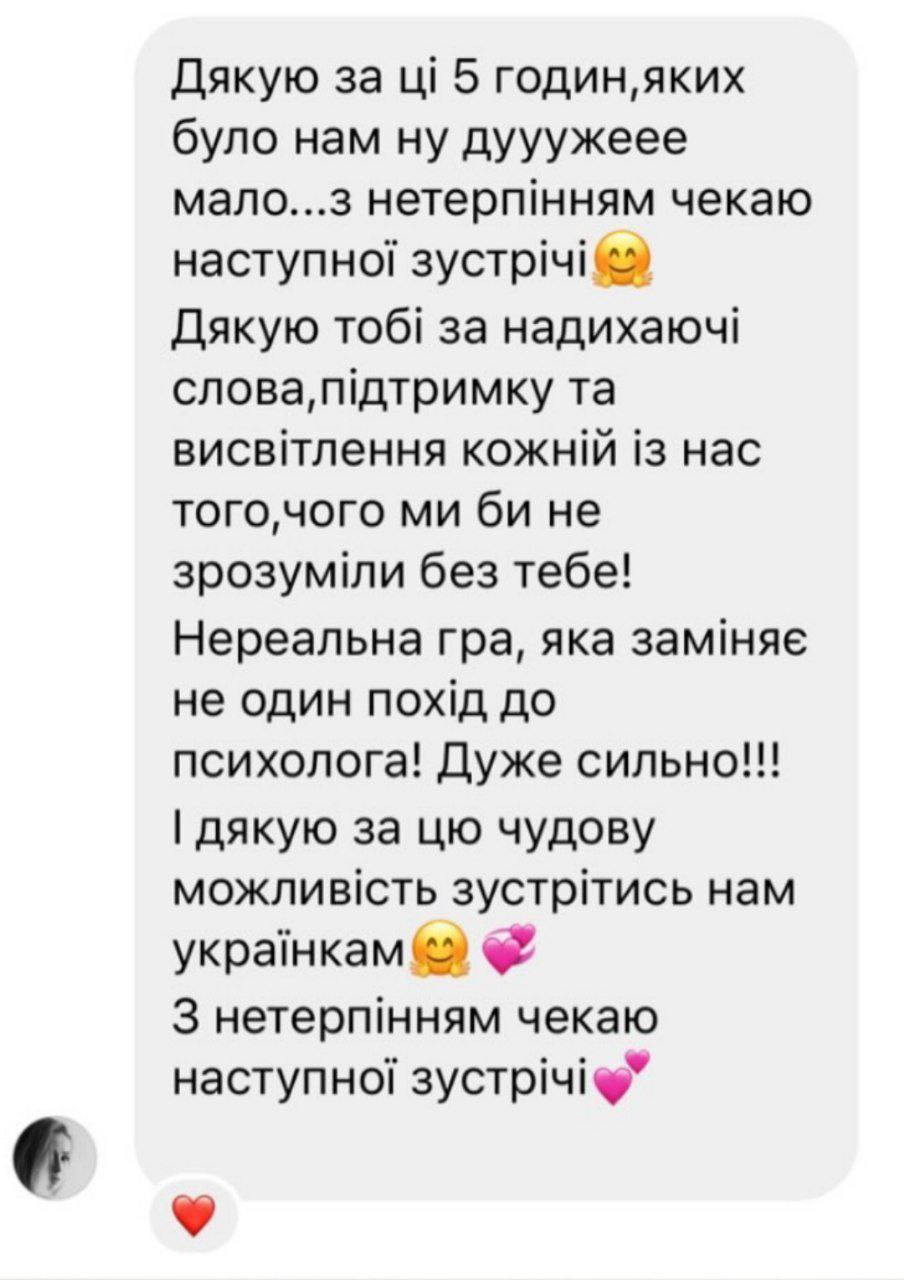 Дякую за ці 5 годин,яких
було нам ну дууужеее
мало...з нетерпінням чекаю
наступної зустрічі🤗
Дякую тобі за надихаючі
слова,підтримку та
висвітлення кожній із нас
того,чого ми би не
зрозуміли без тебе!
Нереальна гра, яка заміняє
не один похід до
психолога! Дуже сильно!!!
І дякую за цю чудову
можливість зустрітись нам
українкам🤗💞
З нетерпінням чекаю
наступної зустрічі💕
❤️